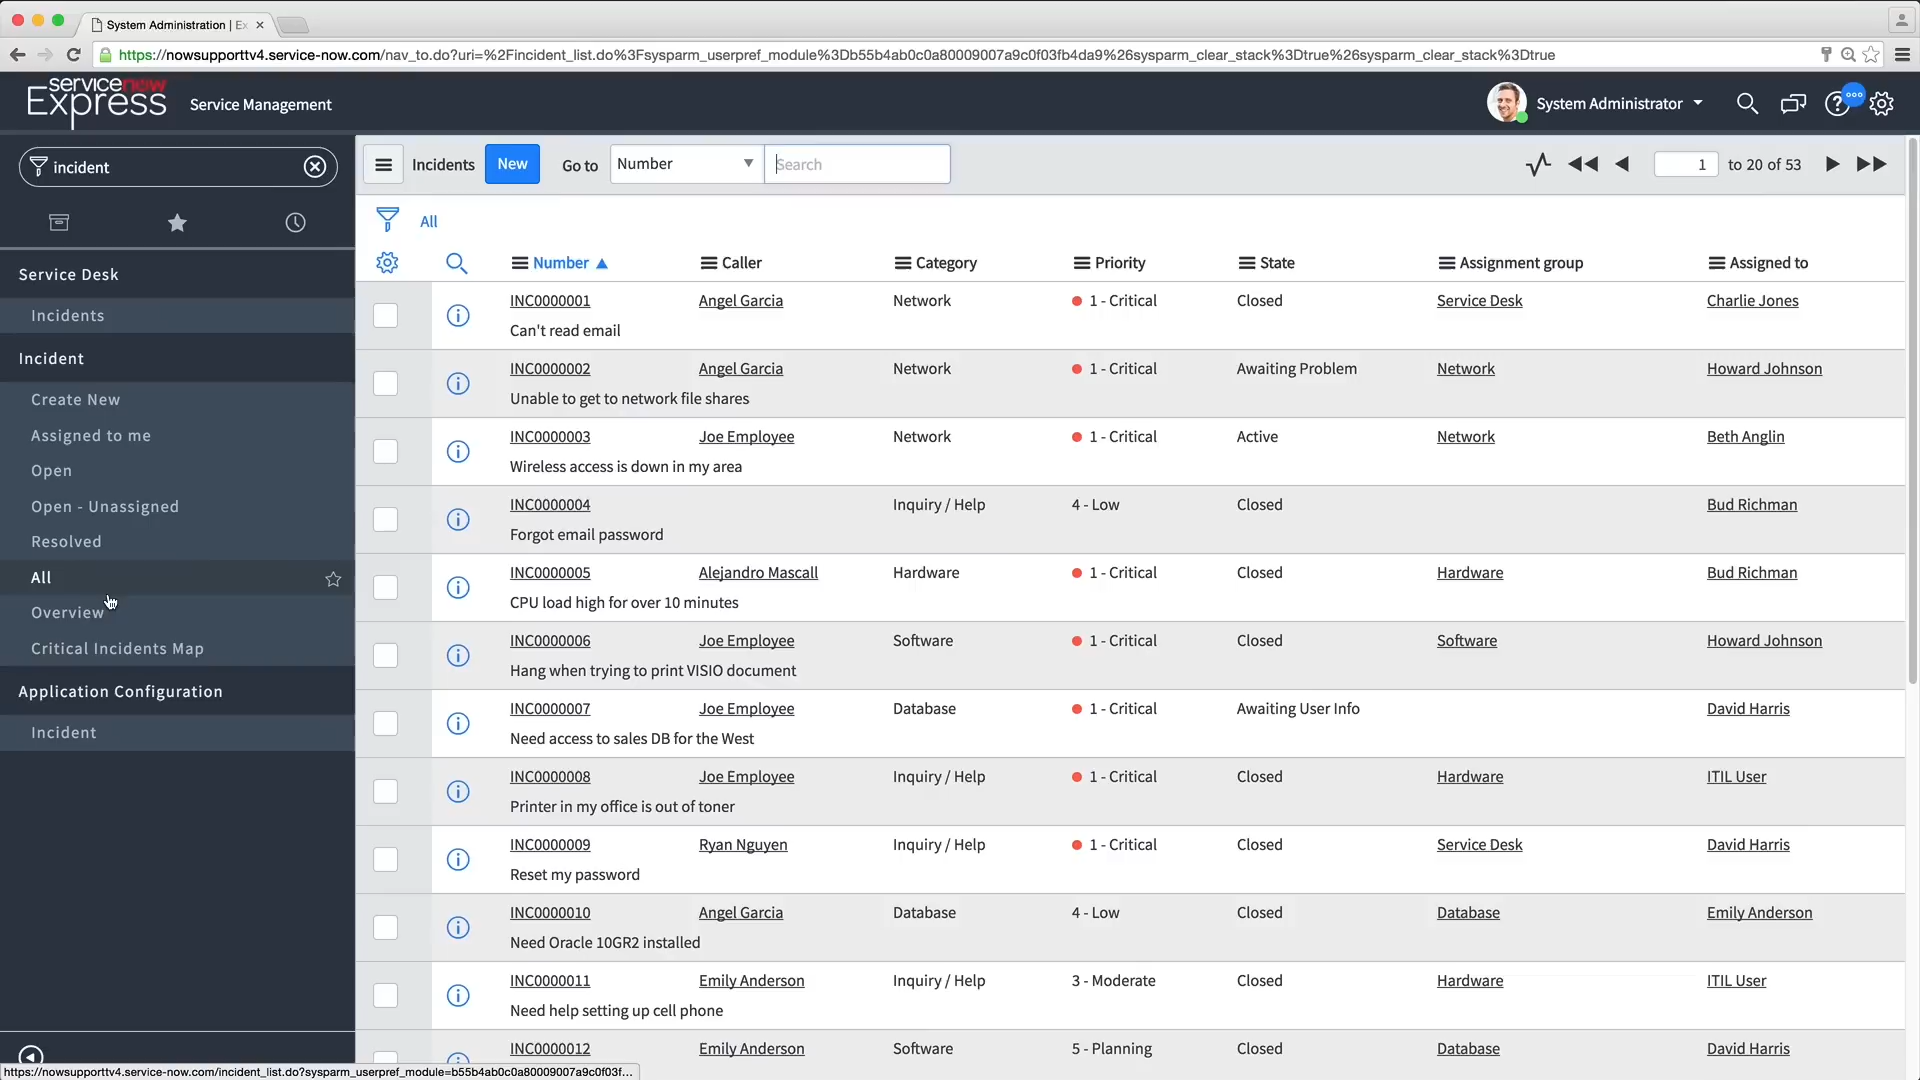 System Administration | Ex
https://nowsupporttv4.service-now.com/nav_to.do?uri=%2Fincident_list.do%3Fsysparm_userpref_module%3Db55b4ab0c0a80009007a9c0f03fb4da9%26sysparm_clear_stack%3Dtrue%26sysparm_clear_stack%3Dtrue
servicenow
Express
Service Management
System Administrator
incident
Incidents New Go to Number Search 1 to 20 of 53
All
Service Desk
Incidents
Incident
Create New
Assigned to me
Open
Open - Unassigned
Resolved
All
Overview
Critical Incidents Map
Application Configuration
Incident
Number Caller Category Priority State Assignment group Assigned to
INC0000001 Angel Garcia Network 1 - Critical Closed Service Desk Charlie Jones
Can't read email
INC0000002 Angel Garcia Network 1 - Critical Awaiting Problem Network Howard Johnson
Unable to get to network file shares
INC0000003 Joe Employee Network 1 - Critical Active Network Beth Anglin
Wireless access is down in my area
INC0000004 Inquiry / Help 4 - Low Closed Bud Richman
Forgot email password
INC0000005 Alejandro Mascall Hardware 1 - Critical Closed Hardware Bud Richman
CPU load high for over 10 minutes
INC0000006 Joe Employee Software 1 - Critical Closed Software Howard Johnson
Hang when trying to print VISIO document
INC0000007 Joe Employee Database 1 - Critical Awaiting User Info David Harris
Need access to sales DB for the West
INC0000008 Joe Employee Inquiry / Help 1 - Critical Closed Hardware ITIL User
Printer in my office is out of toner
INC0000009 Ryan Nguyen Inquiry / Help 1 - Critical Closed Service Desk David Harris
Reset my password
INC0000010 Angel Garcia Database 4 - Low Closed Database Emily Anderson
Need Oracle 10GR2 installed
INC0000011 Emily Anderson Inquiry / Help 3 - Moderate Closed Hardware ITIL User
Need help setting up cell phone
INC0000012 Emily Anderson Software 5 - Planning Closed Database David Harris
https://nowsupporttv4.service-now.com/incident_list.do?sysparm_userpref_module=b55b4ab0c0a80009007a9c0f03f...